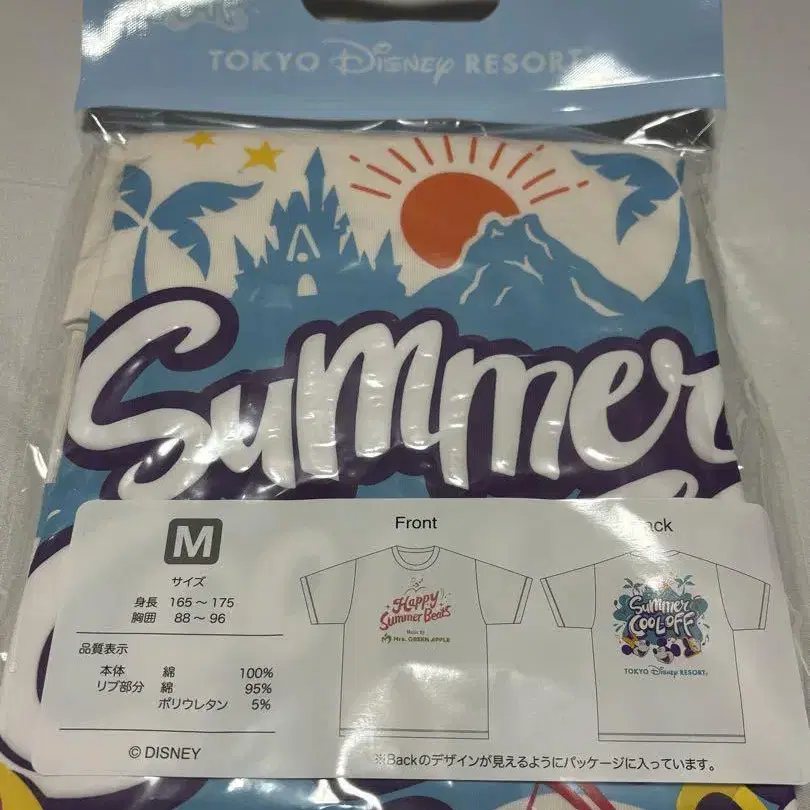 TOKYO Disney RESORT
Summer
M
サイズ
身長 165～175
胸囲 88～96
品質表示
本体 綿 100%
リブ部分 綿 95%
ポリウレタン 5%
© DISNEY
Front
Happy
Summer Beats
Music by
Mrs. GREEN APPLE
Summer
COOL OFF
TOKYO Disney RESORT
※Backのデザインが見えるようにパッケージに入っています。